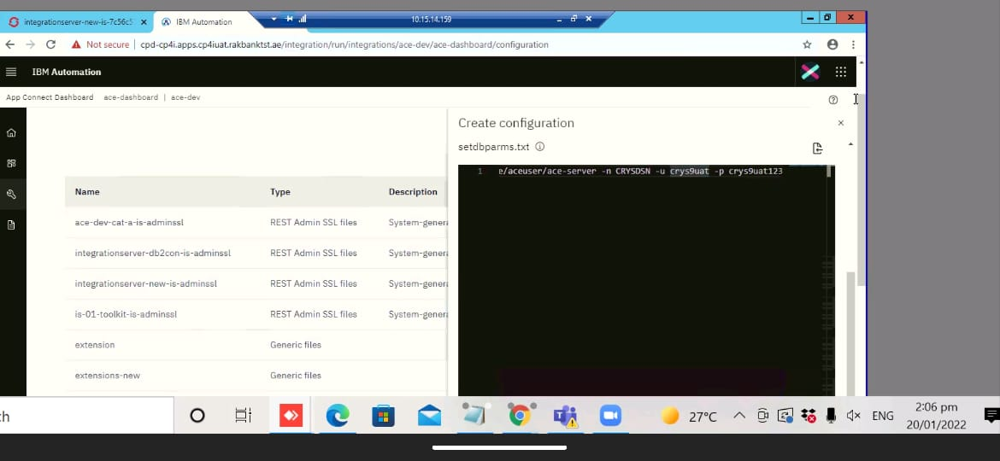 integrationserver-new-is-7c56c5 × IBM Automation 10.15.14.159
Not secure | cpd-cp4i.apps.cp4iuat.rakbanktst.ae/integration/run/integrations/ace-dev/ace-dashboard/configuration
IBM Automation
App Connect Dashboard ace-dashboard | ace-dev
Create configuration
setdbparms.txt
1 e/aceuser/ace-server -n CRYSDSN -u crys9uat -p crys9uat123
Name Type Description
ace-dev-cat-a-is-adminssl REST Admin SSL files System-genera
integrationserver-db2con-is-adminssl REST Admin SSL files System-genera
integrationserver-new-is-adminssl REST Admin SSL files System-genera
is-01-toolkit-is-adminssl REST Admin SSL files System-genera
extension Generic files
extensions-new Generic files
ch 27°C ENG 2:06 pm
20/01/2022